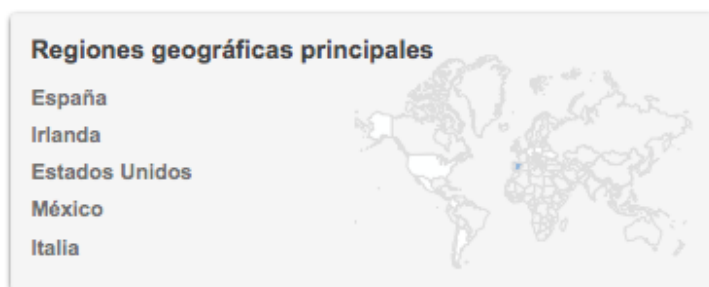 Regiones geográficas principales
España
Irlanda
Estados Unidos
México
Italia